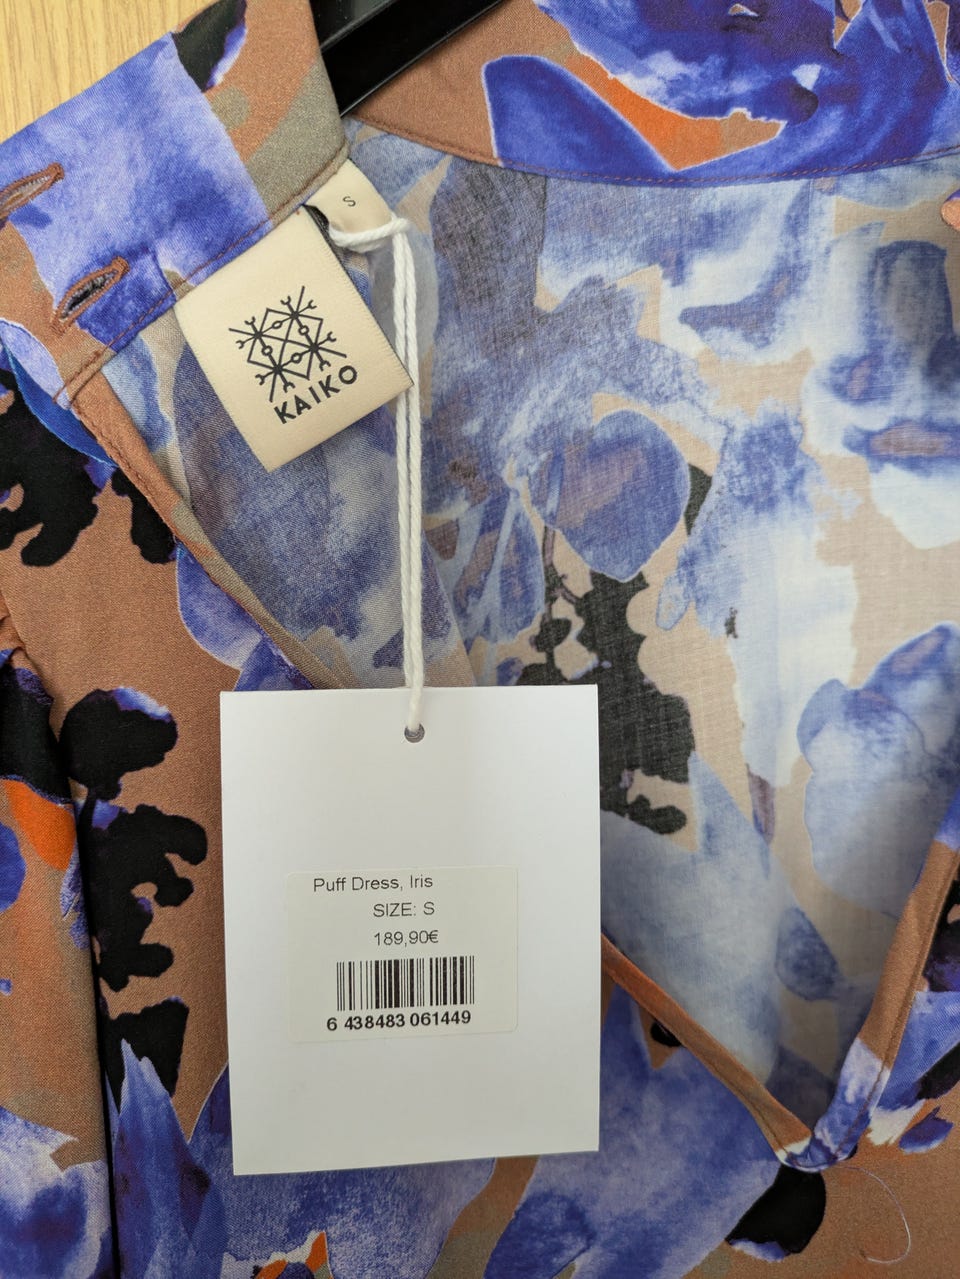 S
KAIKO
Puff Dress, Iris
SIZE: S
189,90€
6 438483 061449